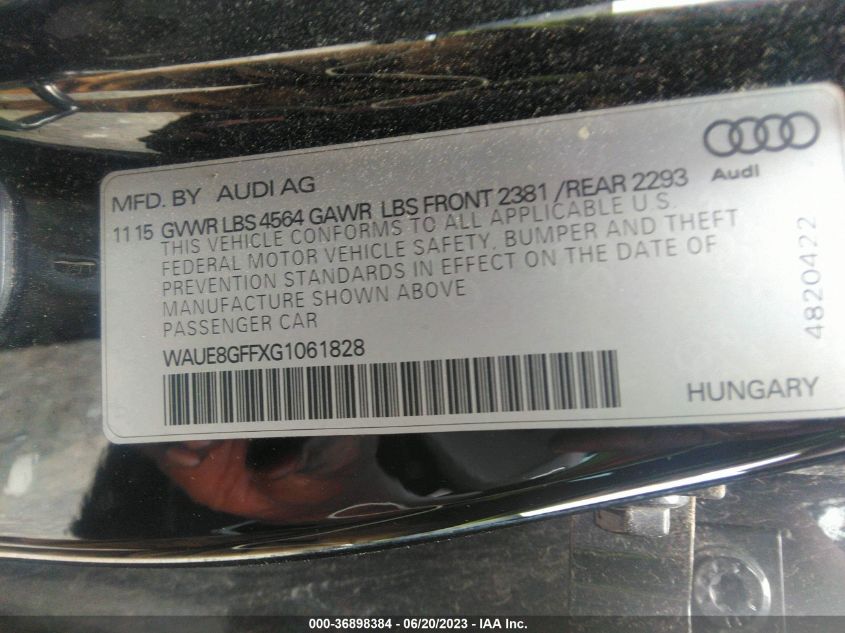 Audi
MFD. BY AUDI AG
11 15 GVWR LBS 4564 GAWR LBS FRONT 2381 /REAR 2293
THIS VEHICLE CONFORMS TO ALL APPLICABLE U.S.
FEDERAL MOTOR VEHICLE SAFETY. BUMPER AND THEFT
PREVENTION STANDARDS IN EFFECT ON THE DATE OF
MANUFACTURE SHOWN ABOVE
PASSENGER CAR
WAUE8GFFXG1061828
4820422
HUNGARY
000-36898384 - 06/20/2023 - IAA Inc.